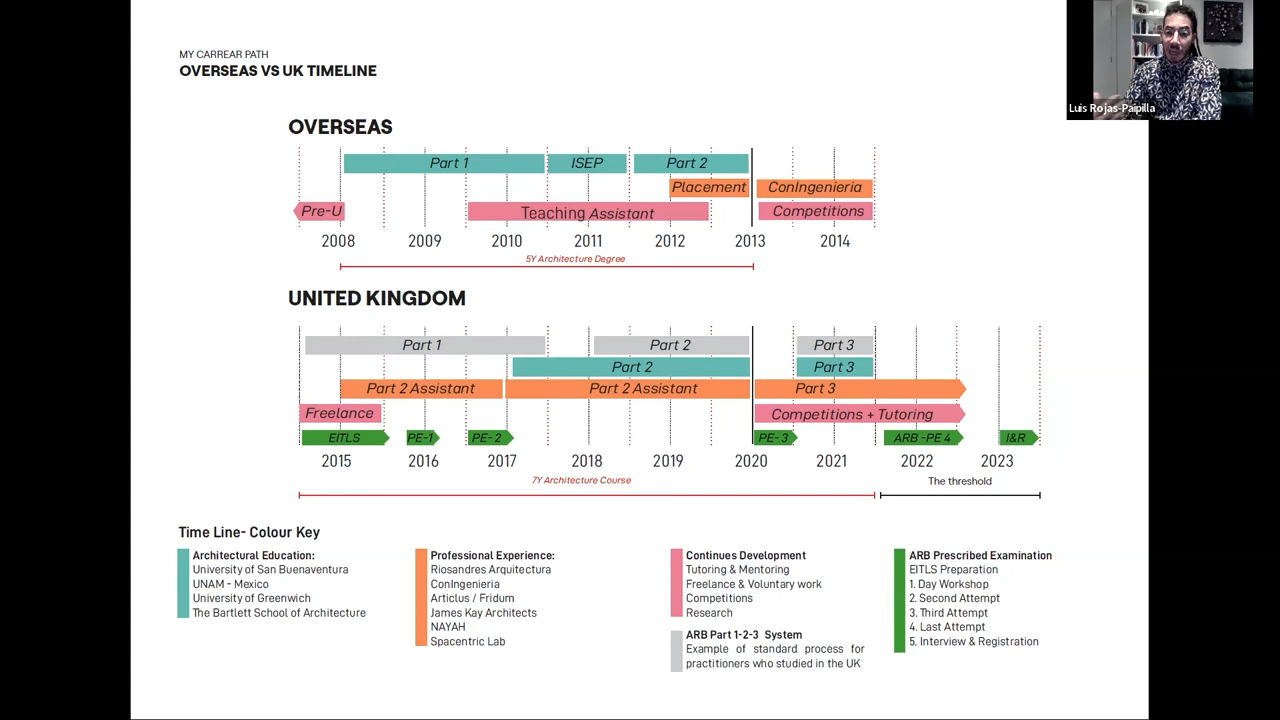 MY CARREAR PATH
OVERSEAS VS UK TIMELINE
Luis Rojas-Paipilla
OVERSEAS
Part 1
ISEP
Part 2
Placement
ConIngenieria
Pre-U
Teaching Assistant
Competitions
2008 2009 2010 2011 2012 2013 2014
5Y Architecture Degree
UNITED KINGDOM
Part 1
Part 2
Part 3
Part 2
Part 3
Part 2 Assistant
Part 2 Assistant
Part 3
Freelance
Competitions + Tutoring
EITLS
PE-1
PE-2
PE-3
ARB -PE 4
I&R
2015 2016 2017 2018 2019 2020 2021 2022 2023
7Y Architecture Course
The threshold
Time Line- Colour Key
Architectural Education:
University of San Buenaventura
UNAM - Mexico
University of Greenwich
The Bartlett School of Architecture
Professional Experience:
Riosandres Arquitectura
ConIngenieria
Articlus / Fridum
James Kay Architects
NAYAH
Spacentric Lab
Continues Development
Tutoring & Mentoring
Freelance & Voluntary work
Competitions
Research
ARB Part 1-2-3 System
Example of standard process for
practitioners who studied in the UK
ARB Prescribed Examination
EITLS Preparation
1. Day Workshop
2. Second Attempt
3. Third Attempt
4. Last Attempt
5. Interview & Registration